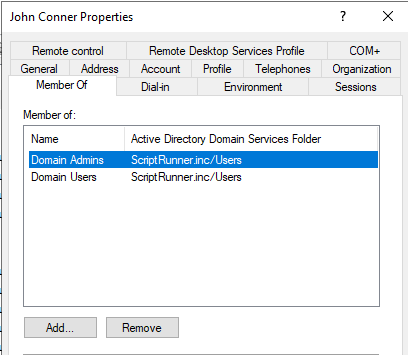 John Conner Properties
?
Remote control Remote Desktop Services Profile COM+
General Address Account Profile Telephones Organization
Member Of Dial-in Environment Sessions
Member of:
Name Active Directory Domain Services Folder
Domain Admins ScriptRunner.inc/Users
Domain Users ScriptRunner.inc/Users
Add... Remove